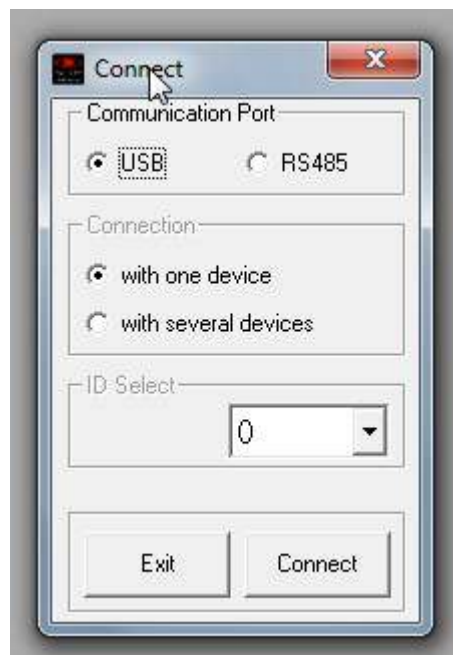 Connect
Communication Port
USB RS485
Connection
with one device
with several devices
ID Select
0
Exit Connect